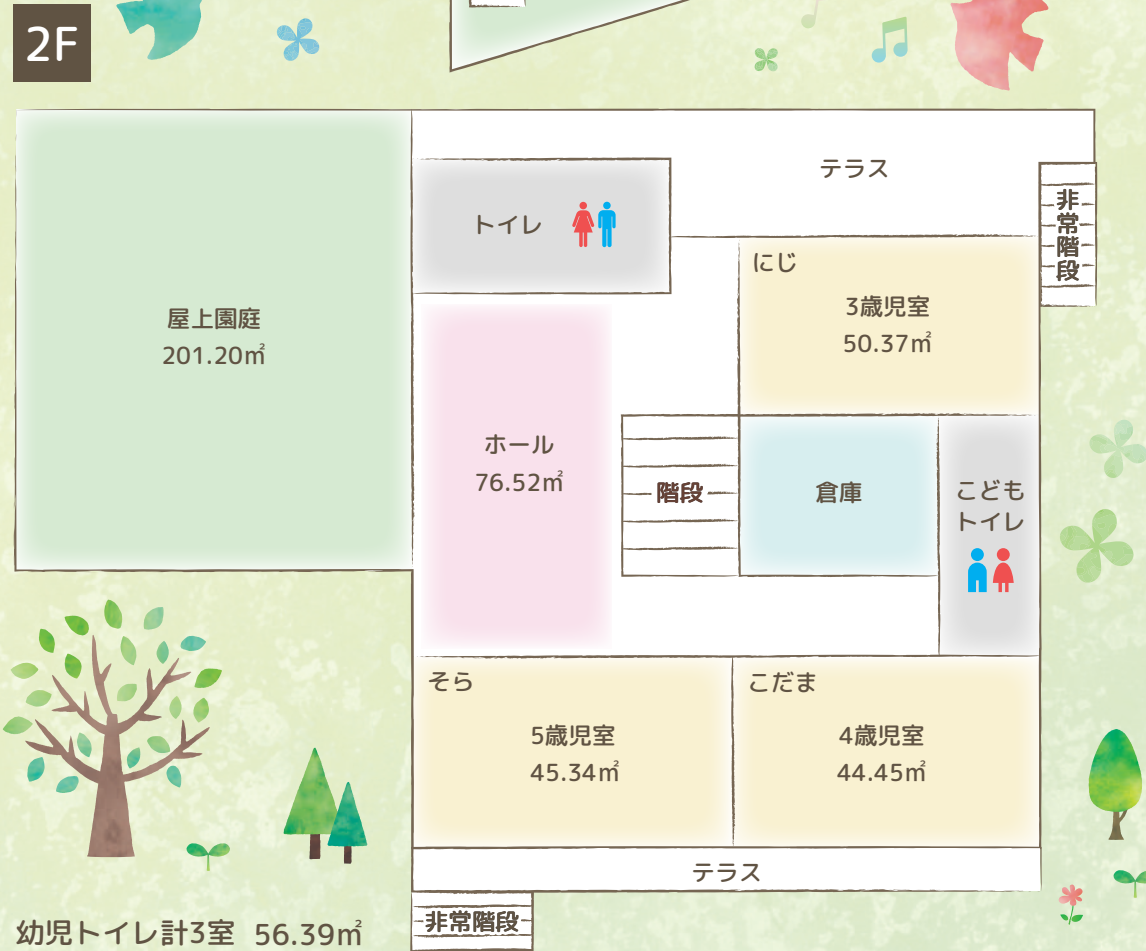 2F
テラス
トイレ
非常階段
にじ
3歳児室
50.37㎡
屋上園庭
201.20㎡
ホール
76.52㎡
階段
倉庫
こども
トイレ
そら
5歳児室
45.34㎡
こだま
4歳児室
44.45㎡
テラス
非常階段
幼児トイレ計3室 56.39㎡